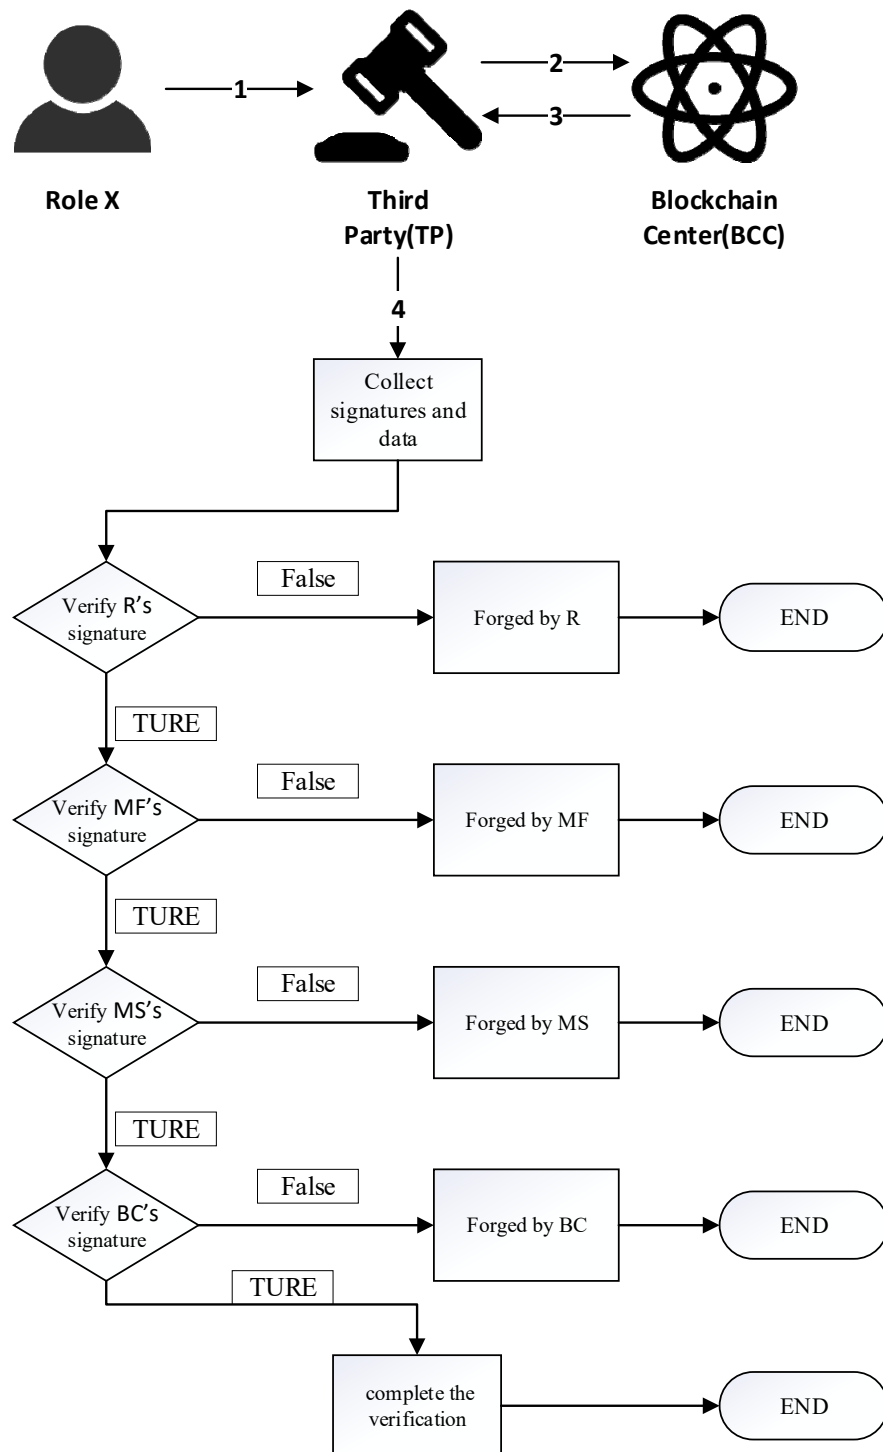 1
2
3
Role X
Third
Party(TP)
Blockchain
Center(BCC)
4
Collect
signatures and
data
Verify R's
signature
False
Forged by R
END
TURE
Verify MF's
signature
False
Forged by MF
END
TURE
Verify MS's
signature
False
Forged by MS
END
TURE
Verify BC's
signature
False
Forged by BC
END
TURE
complete the
verification
END